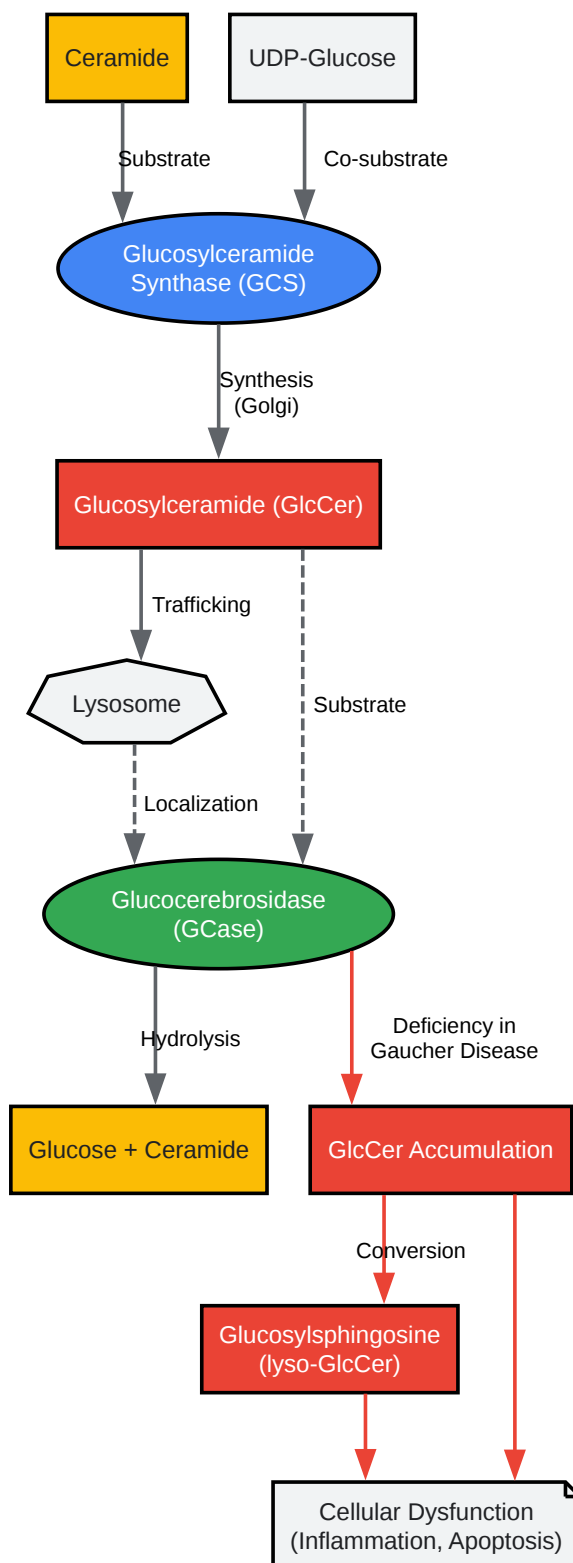 Ceramide
UDP-Glucose
Substrate
Co-substrate
Glucosylceramide
Synthase (GCS)
Synthesis
(Golgi)
Glucosylceramide (GlcCer)
Trafficking
Lysosome
Substrate
Localization
Glucocerebrosidase
(GCase)
Hydrolysis
Deficiency in
Gaucher Disease
Glucose + Ceramide
GlcCer Accumulation
Conversion
Glucosylsphingosine
(lyso-GlcCer)
Cellular Dysfunction
(Inflammation, Apoptosis)